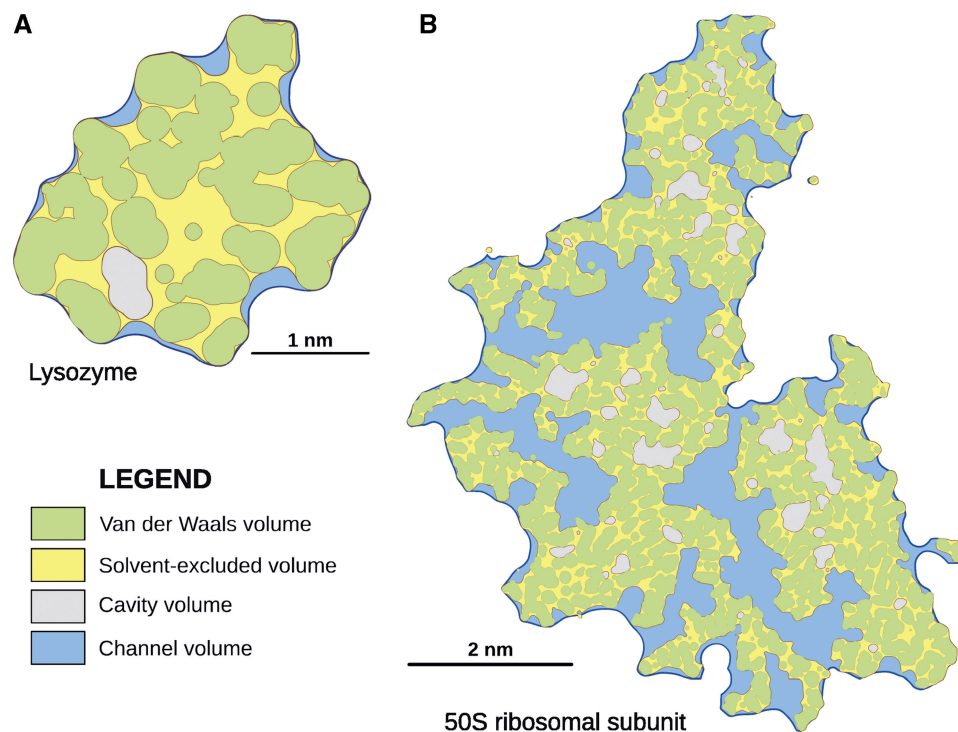 A
B
1 nm
Lysozyme
LEGEND
Van der Waals volume
Solvent-excluded volume
Cavity volume
Channel volume
2 nm
50S ribosomal subunit